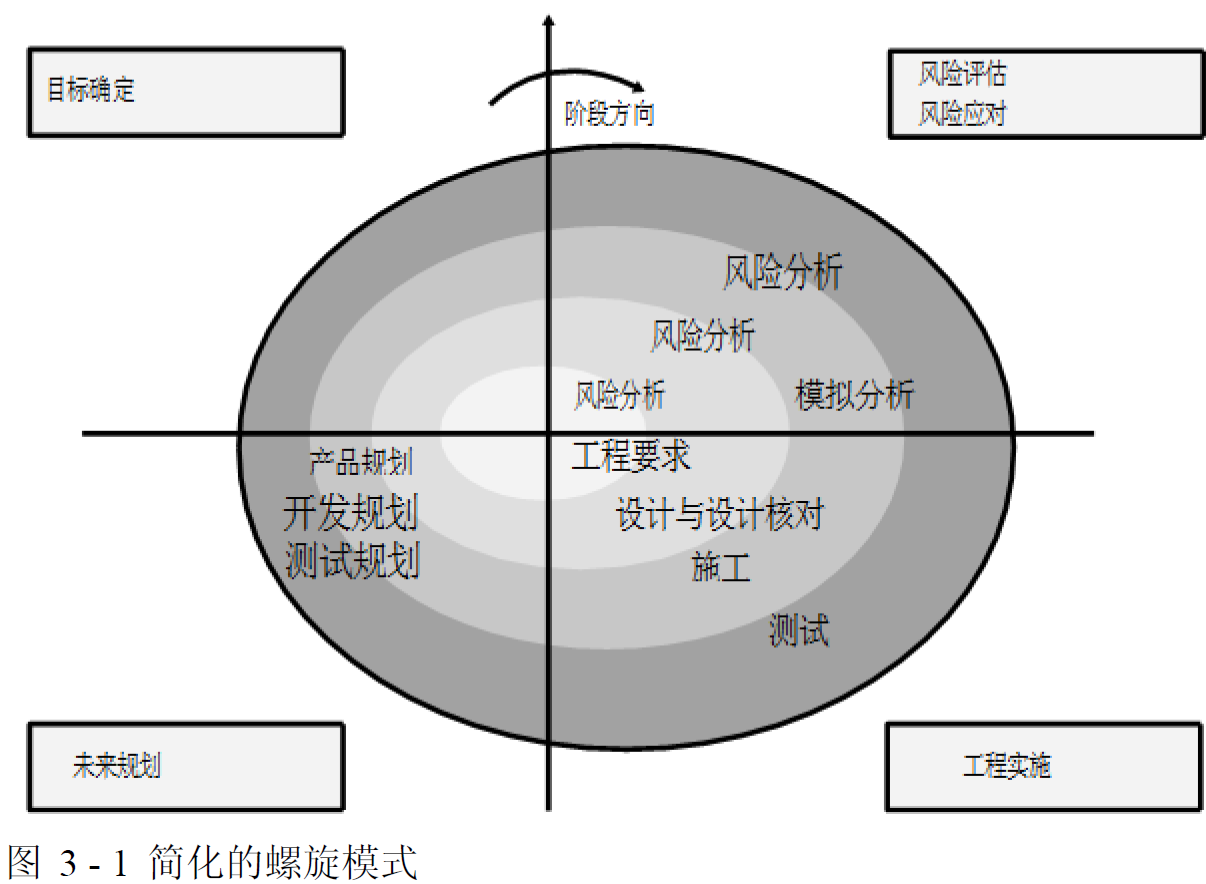 目标确定
风险评估
风险应对
阶段方向
风险分析
风险分析
风险分析
模拟分析
产品规划
开发规划
测试规划
工程要求
设计与设计核对
施工
测试
未来规划
工程实施
图 3 - 1 简化的螺旋模式